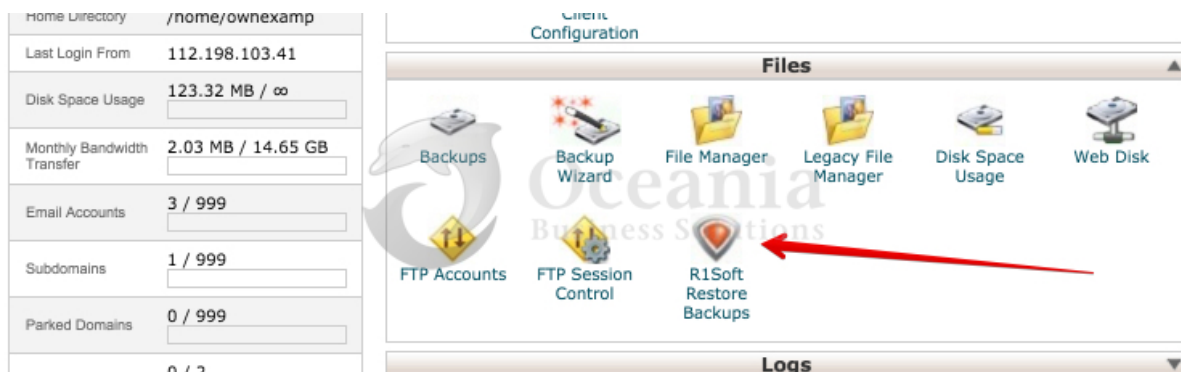 Home Directory /home/ownexamp
Last Login From 112.198.103.41
Disk Space Usage 123.32 MB / ∞
Monthly Bandwidth Transfer 2.03 MB / 14.65 GB
Email Accounts 3 / 999
Subdomains 1 / 999
Parked Domains 0 / 999
0 / 2
Client
Configuration
Files
Backups
Backup
Wizard
File Manager
Legacy File
Manager
Disk Space
Usage
Web Disk
Oceania
Business Solutions
FTP Accounts
FTP Session
Control
R1Soft
Restore
Backups
Logs